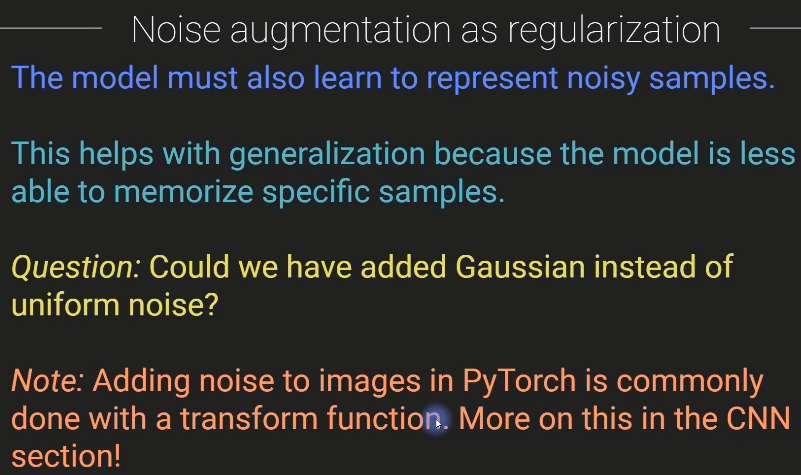 Noise augmentation as regularization
The model must also learn to represent noisy samples.
This helps with generalization because the model is less
able to memorize specific samples.
Question: Could we have added Gaussian instead of
uniform noise?
Note: Adding noise to images in PyTorch is commonly
done with a transform function. More on this in the CNN
section!